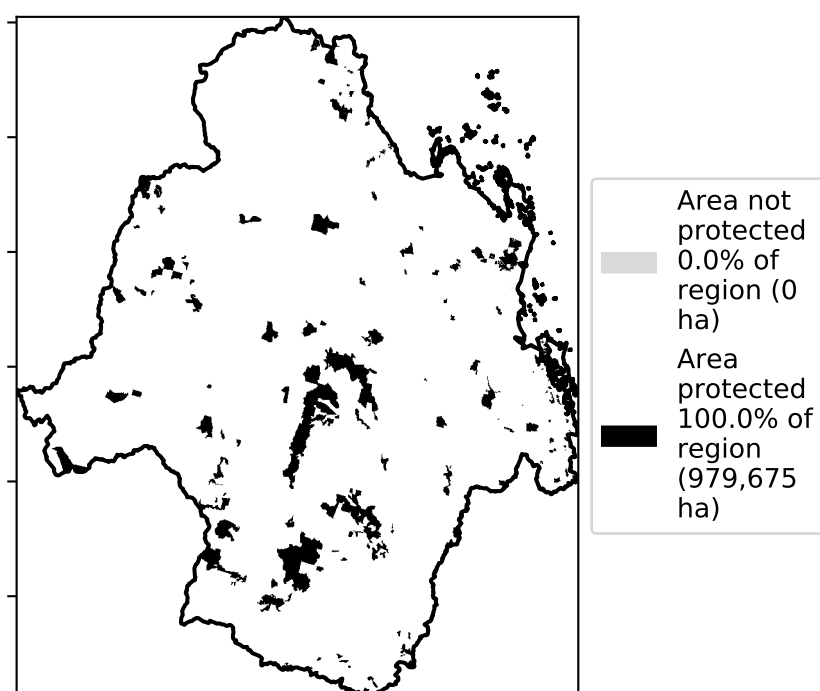 Area not
protected
0.0% of
region (0
ha)
Area
protected
100.0% of
region
(979,675
ha)